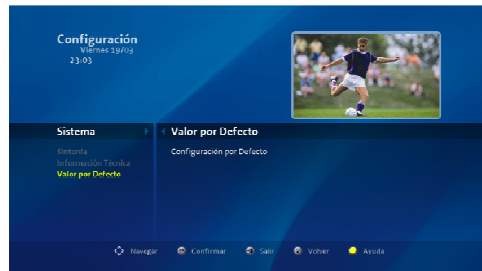 Configuración
Viernes 19/03
23:03
Sistema
Valor por Defecto
Sintonía
Información Técnica
Valor por Defecto
Configuración por Defecto
Navegar
Confirmar
Salir
Volver
Ayuda